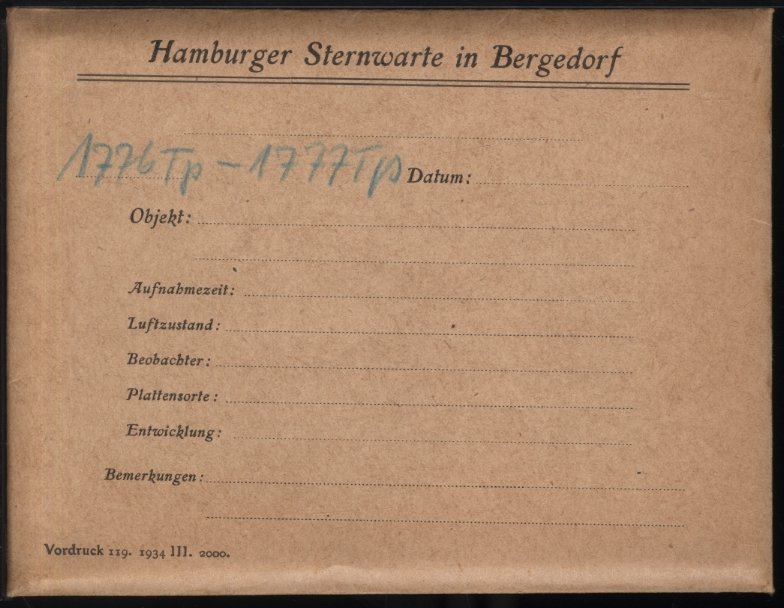 Hamburger Sternwarte in Bergedorf
1776 Tp - 1777 Tp Datum:
Objekt:
Aufnahmezeit:
Luftzustand:
Beobachter:
Plattensorte:
Entwicklung:
Bemerkungen:
Vordruck 119. 1934 III. 2000.